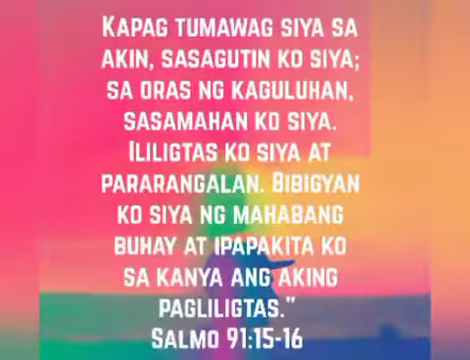 KAPAG TUMAWAG SIYA SA
AKIN, SASAGUTIN KO SIYA;
SA ORAS NG KAGULUHAN,
SASAMAHAN KO SIYA.
ILILIGTAS KO SIYA AT
PARARANGALAN. BIBIGYAN
KO SIYA NG MAHABANG
BUHAY AT IPAPAKITA KO
SA KANYA ANG AKING
PAGLILIGTAS."
SALMO 91:15-16